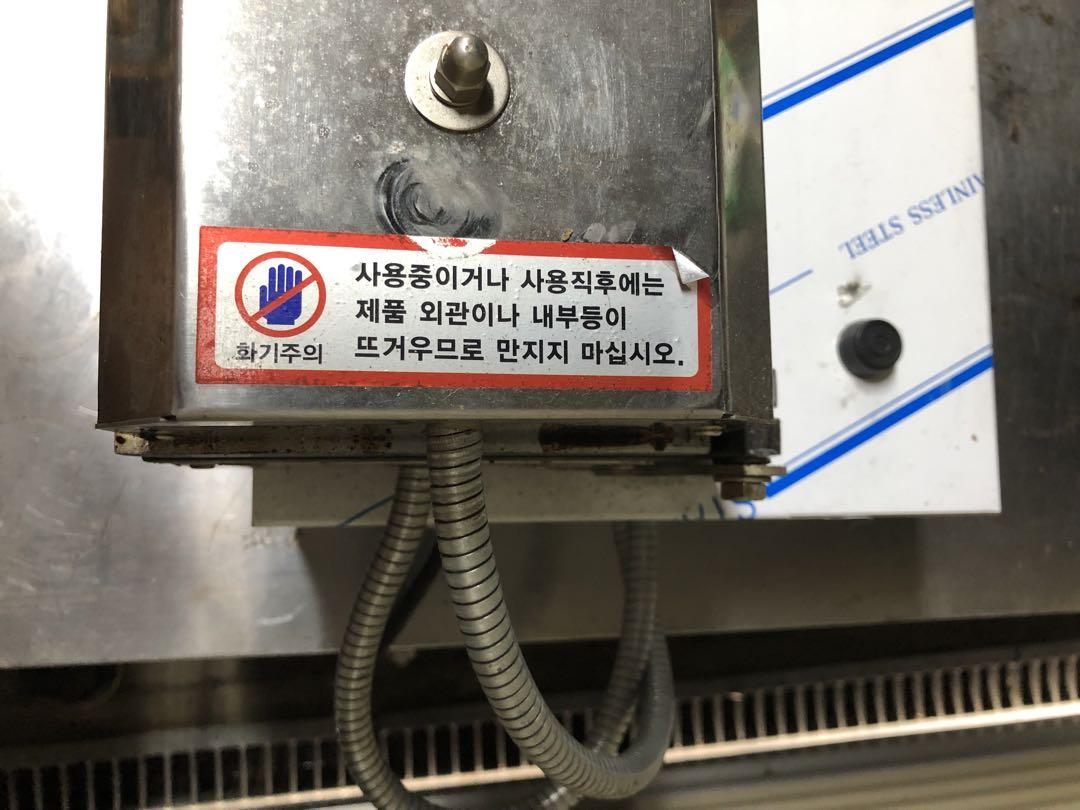 사용중이거나 사용직후에는
제품 외관이나 내부등이
뜨거우므로 만지지 마십시오.
화기주의
AINLESS STEEL